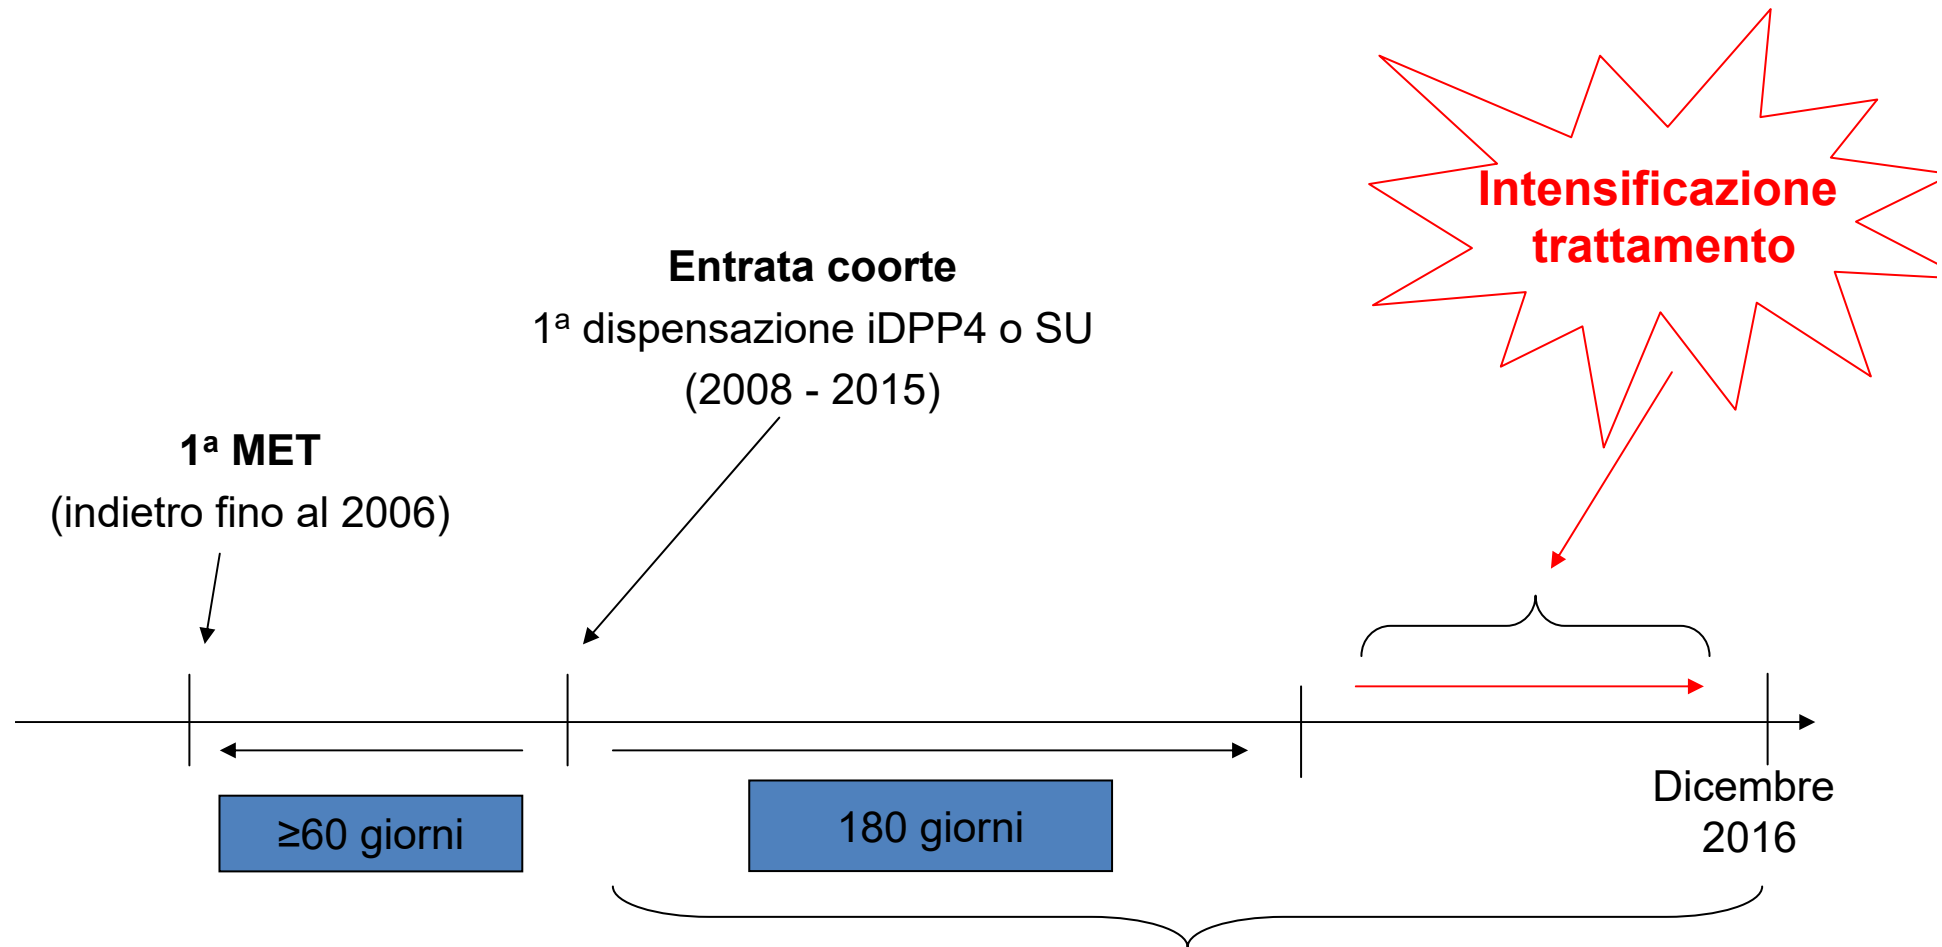 Intensificazione
trattamento
Entrata coorte
1ª dispensazione iDPP4 o SU
(2008 - 2015)
1ª MET
(indietro fino al 2006)
≥60 giorni
180 giorni
Dicembre
2016